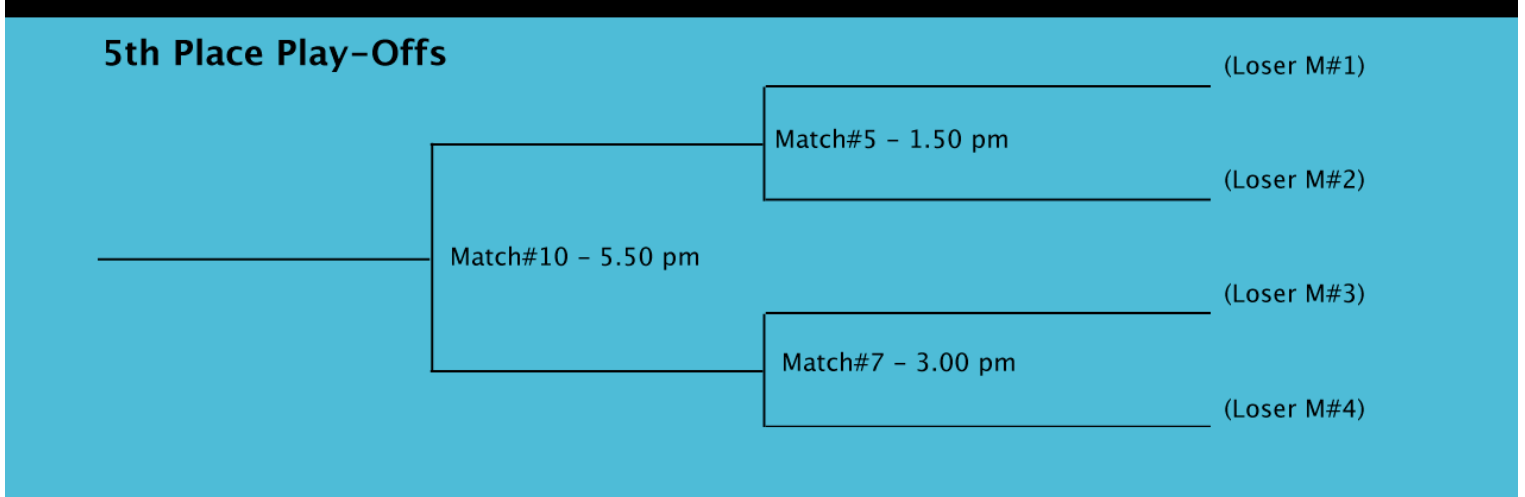 5th Place Play-Offs
(Loser M#1)
Match#5 - 1.50 pm
(Loser M#2)
Match#10 - 5.50 pm
(Loser M#3)
Match#7 - 3.00 pm
(Loser M#4)